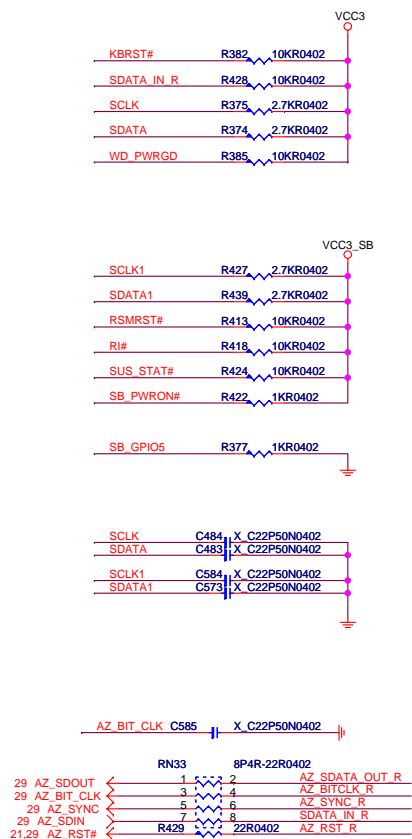 VCC3
KBRST# R382 10KR0402
SDATA_IN_R R428 10KR0402
SCLK R375 2.7KR0402
SDATA R374 2.7KR0402
WD_PWRGD R385 10KR0402
VCC3_SB
SCLK1 R427 2.7KR0402
SDATA1 R439 2.7KR0402
RSMRST# R413 10KR0402
RI# R418 10KR0402
SUS_STAT# R424 10KR0402
SB_PWRON# R422 1KR0402
SB_GPIO5 R377 1KR0402
SCLK C484 X_C22P50N0402
SDATA C483 X_C22P50N0402
SCLK1 C584 X_C22P50N0402
SDATA1 C573 X_C22P50N0402
AZ_BIT_CLK C585 X_C22P50N0402
RN33 8P4R-22R0402
29 AZ_SDOUT 1 2 AZ_SDATA_OUT_R
29 AZ_BIT_CLK 3 4 AZ_BITCLK_R
29 AZ_SYNC 5 6 AZ_SYNC_R
29 AZ_SDIN 7 8 SDATA_IN_R
21,29 AZ_RST# R429 22R0402 AZ_RST_R